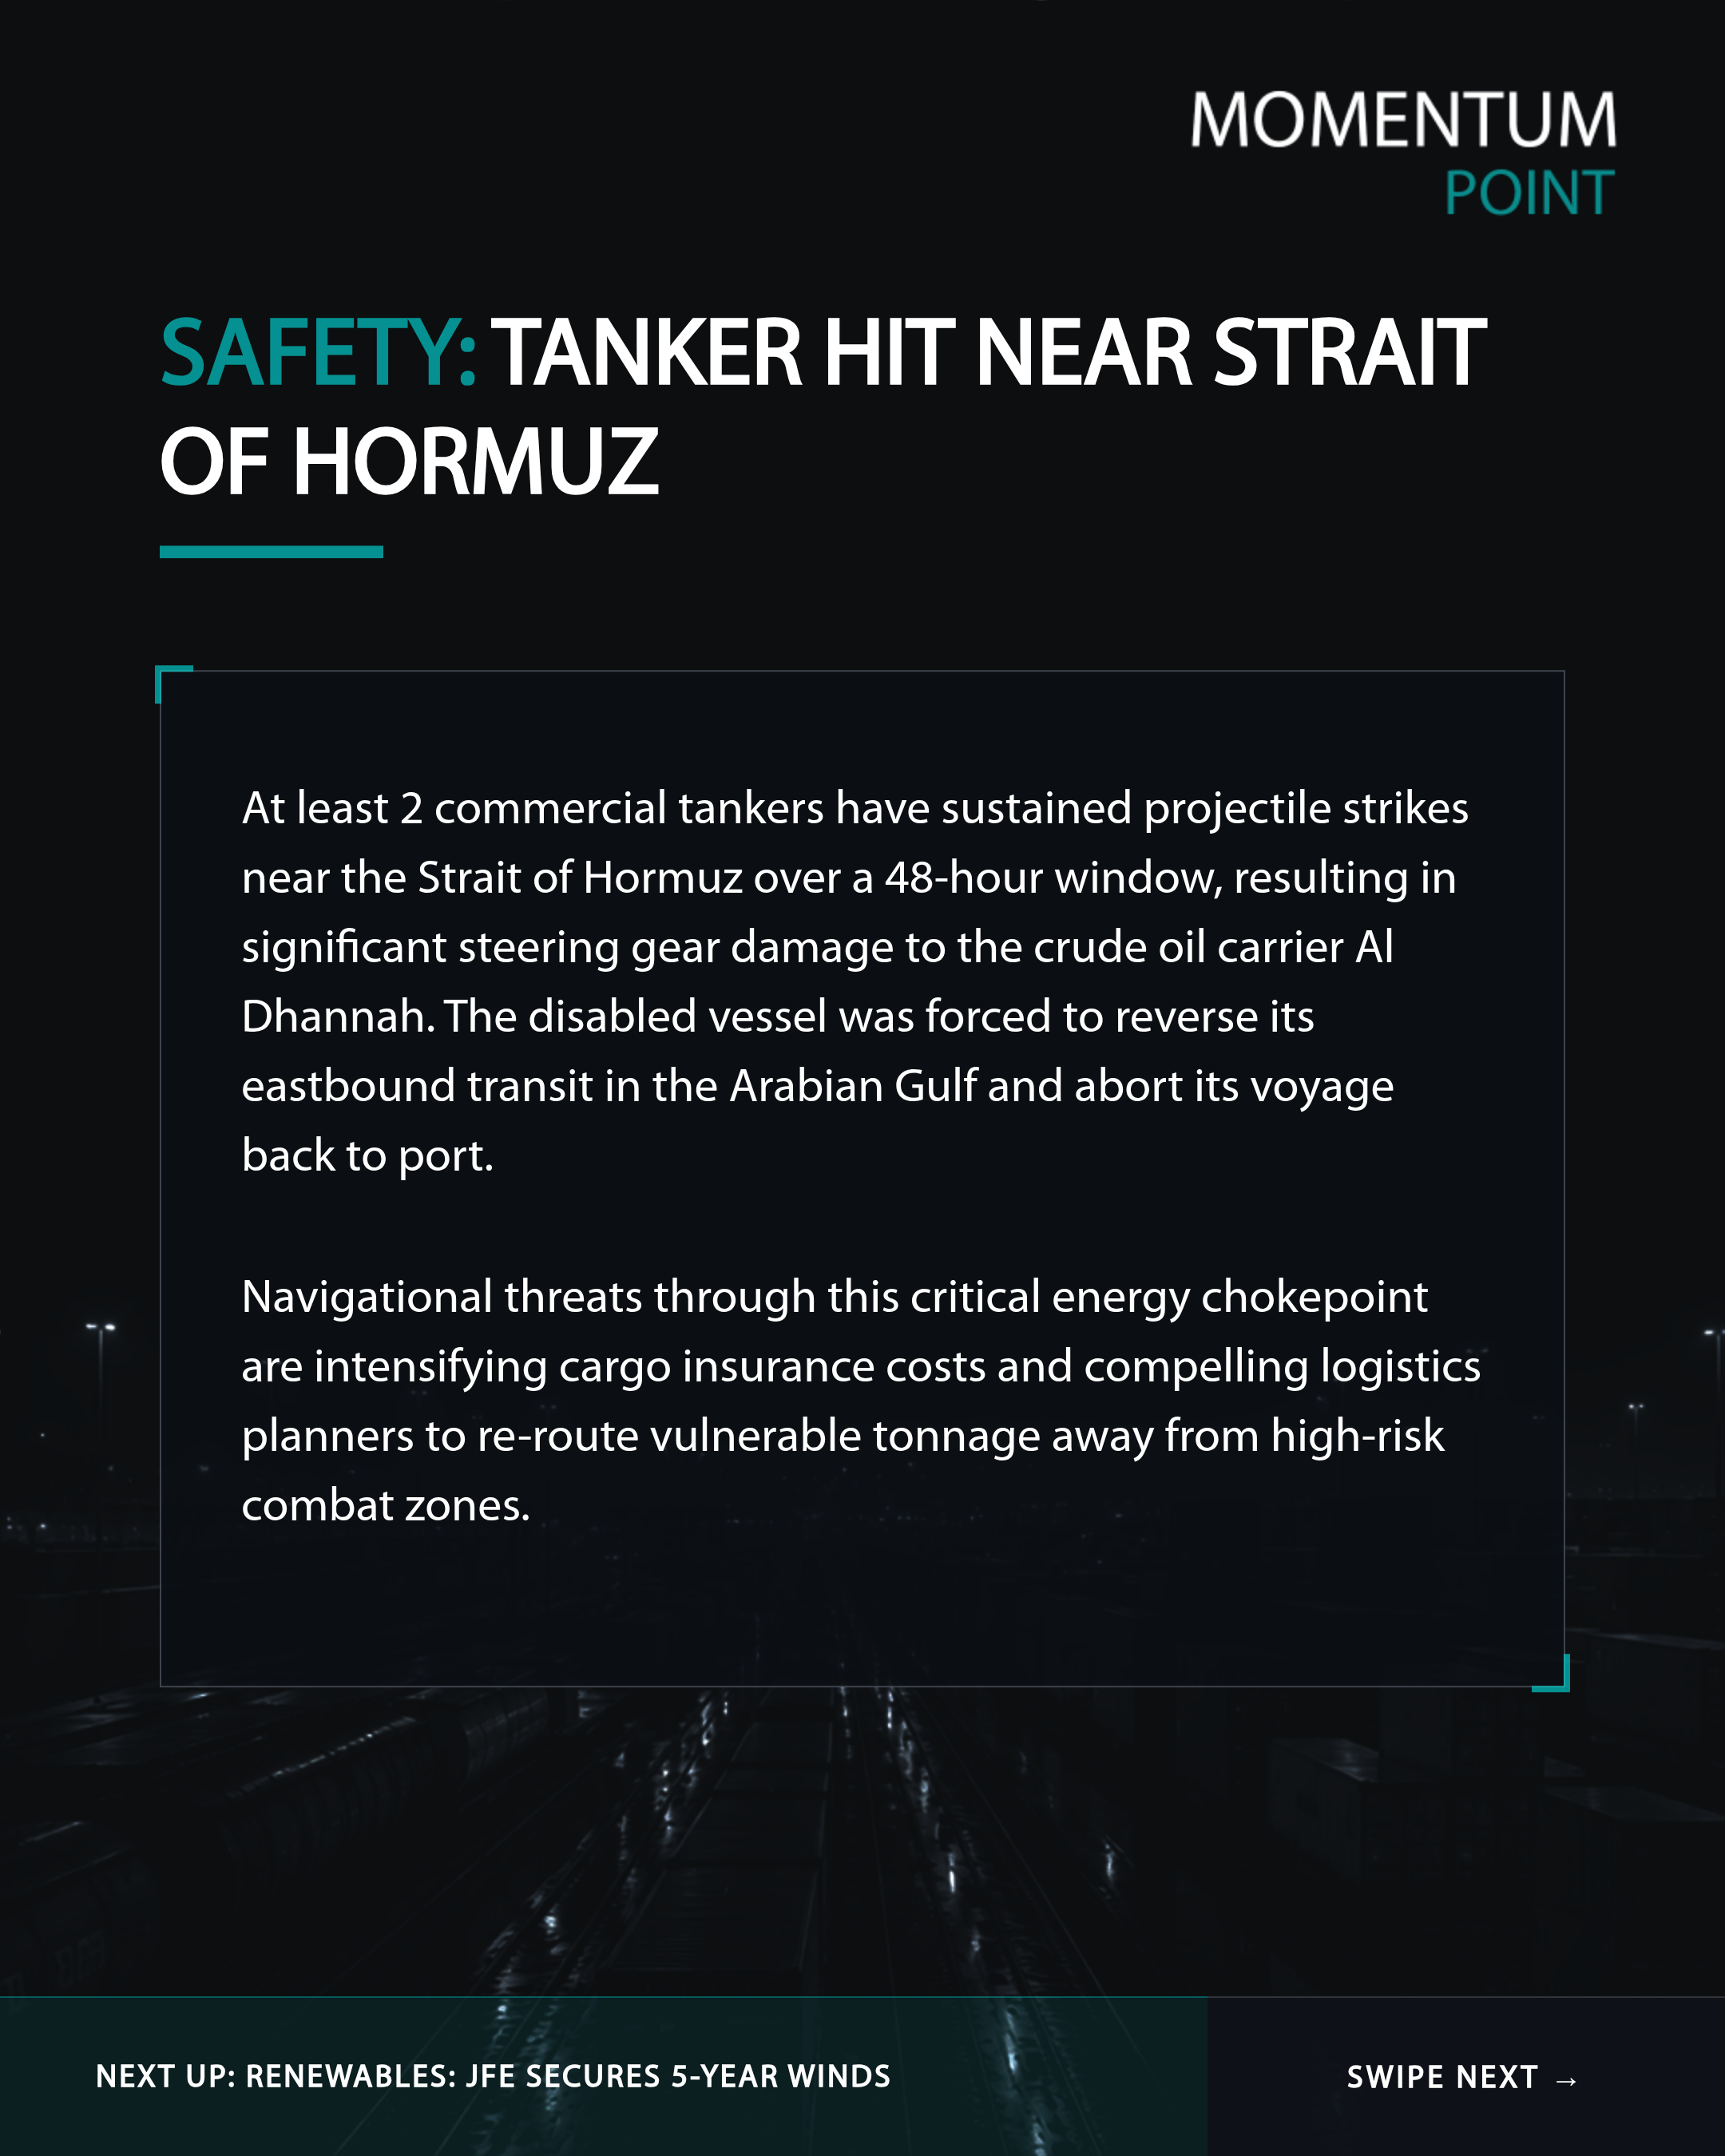 MOMENTUM
POINT
SAFETY: TANKER HIT NEAR STRAIT
OF HORMUZ
At least 2 commercial tankers have sustained projectile strikes
near the Strait of Hormuz over a 48-hour window, resulting in
significant steering gear damage to the crude oil carrier Al
Dhannah. The disabled vessel was forced to reverse its
eastbound transit in the Arabian Gulf and abort its voyage
back to port.
Navigational threats through this critical energy chokepoint
are intensifying cargo insurance costs and compelling logistics
planners to re-route vulnerable tonnage away from high-risk
combat zones.
NEXT UP: RENEWABLES: JFE SECURES 5-YEAR WINDS
SWIPE NEXT →